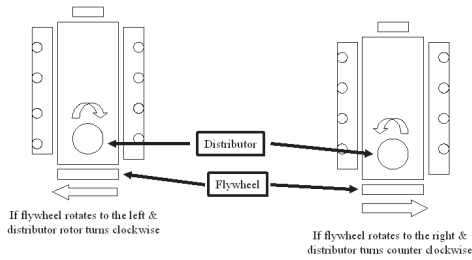 Distributor
Flywheel
If flywheel rotates to the left &
distributor rotor turns clockwise
If flywheel rotates to the right &
distributor turns counter clockwise